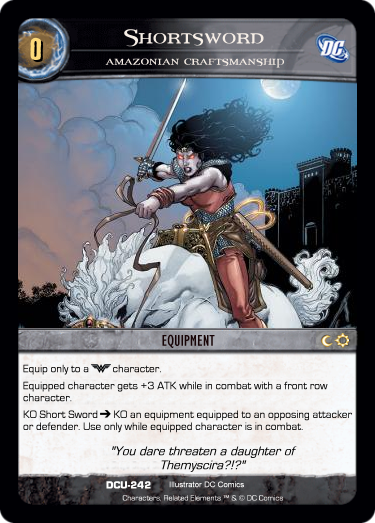 0
SHORTSWORD
DC
AMAZONIAN CRAFTSMANSHIP
EQUIPMENT
Equip only to a W character.
Equipped character gets +3 ATK while in combat with a front row
character.
KO Short Sword ➔ KO an equipment equipped to an opposing attacker
or defender. Use only while equipped character is in combat.
"You dare threaten a daughter of
Themyscira?!?"
DCU-242 Illustrator DC Comics
Characters, Related Elements ™ & © DC Comics